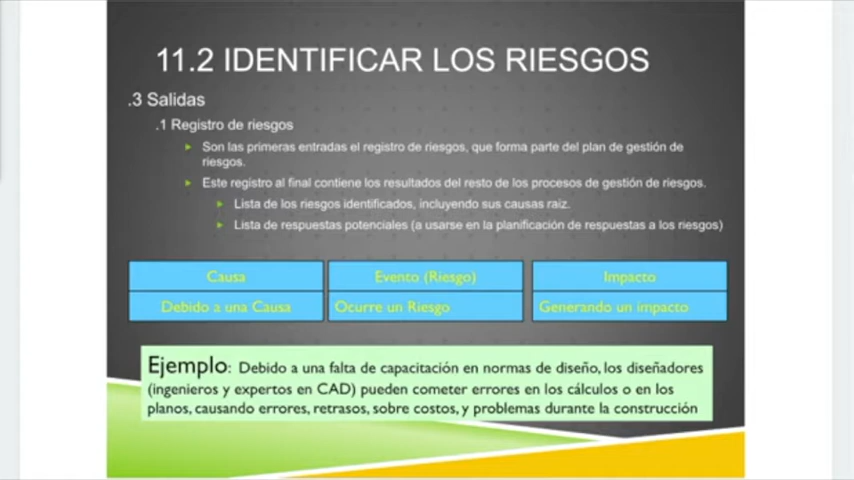 11.2 IDENTIFICAR LOS RIESGOS
.3 Salidas
.1 Registro de riesgos
Son las primeras entradas el registro de riesgos, que forma parte del plan de gestión de
riesgos.
Este registro al final contiene los resultados del resto de los procesos de gestión de riesgos.
Lista de los riesgos identificados, incluyendo sus causas raíz.
Lista de respuestas potenciales (a usarse en la planificación de respuestas a los riesgos)
Causa Evento (Riesgo) Impacto
Debido a una Causa Ocurre un Riesgo Generando un impacto
Ejemplo: Debido a una falta de capacitación en normas de diseño, los diseñadores
(ingenieros y expertos en CAD) pueden cometer errores en los cálculos o en los
planos, causando errores, retrasos, sobre costos, y problemas durante la construcción